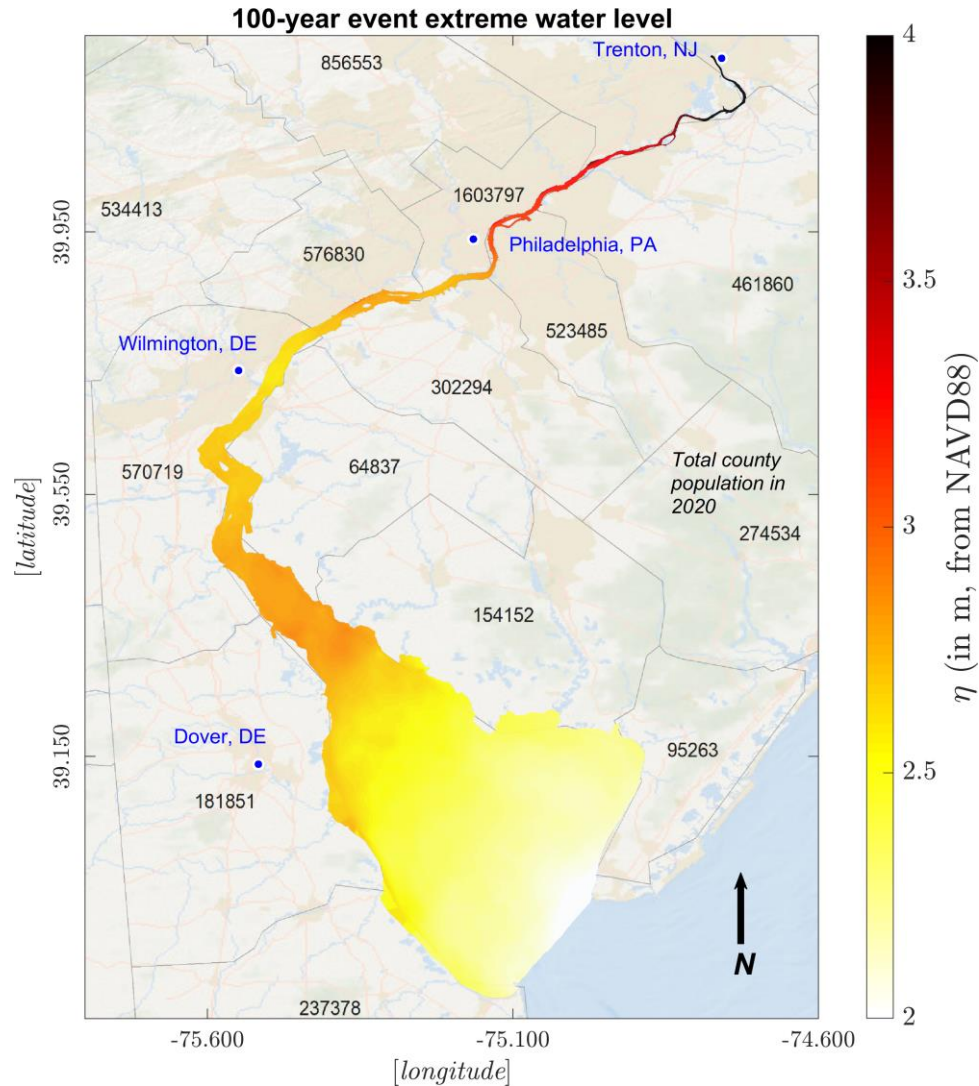 100-year event extreme water level
Trenton, NJ
856553
1603797
534413
576830
Philadelphia, PA
461860
523485
Wilmington, DE
302294
570719
64837
Total county
population in
2020
274534
154152
Dover, DE
95263
181851
N
237378
39.950
39.550
39.150
[latitude]
-75.600
-75.100
-74.600
[longitude]
4
3.5
3
2.5
2
η (in m, from NAVD88)